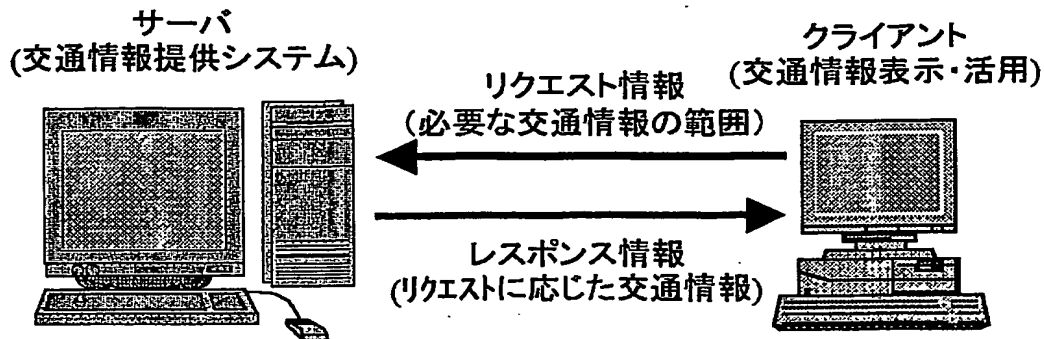 サーバ
(交通情報提供システム)
クライアント
(交通情報表示・活用)
リクエスト情報
(必要な交通情報の範囲)
レスポンス情報
(リクエストに応じた交通情報)